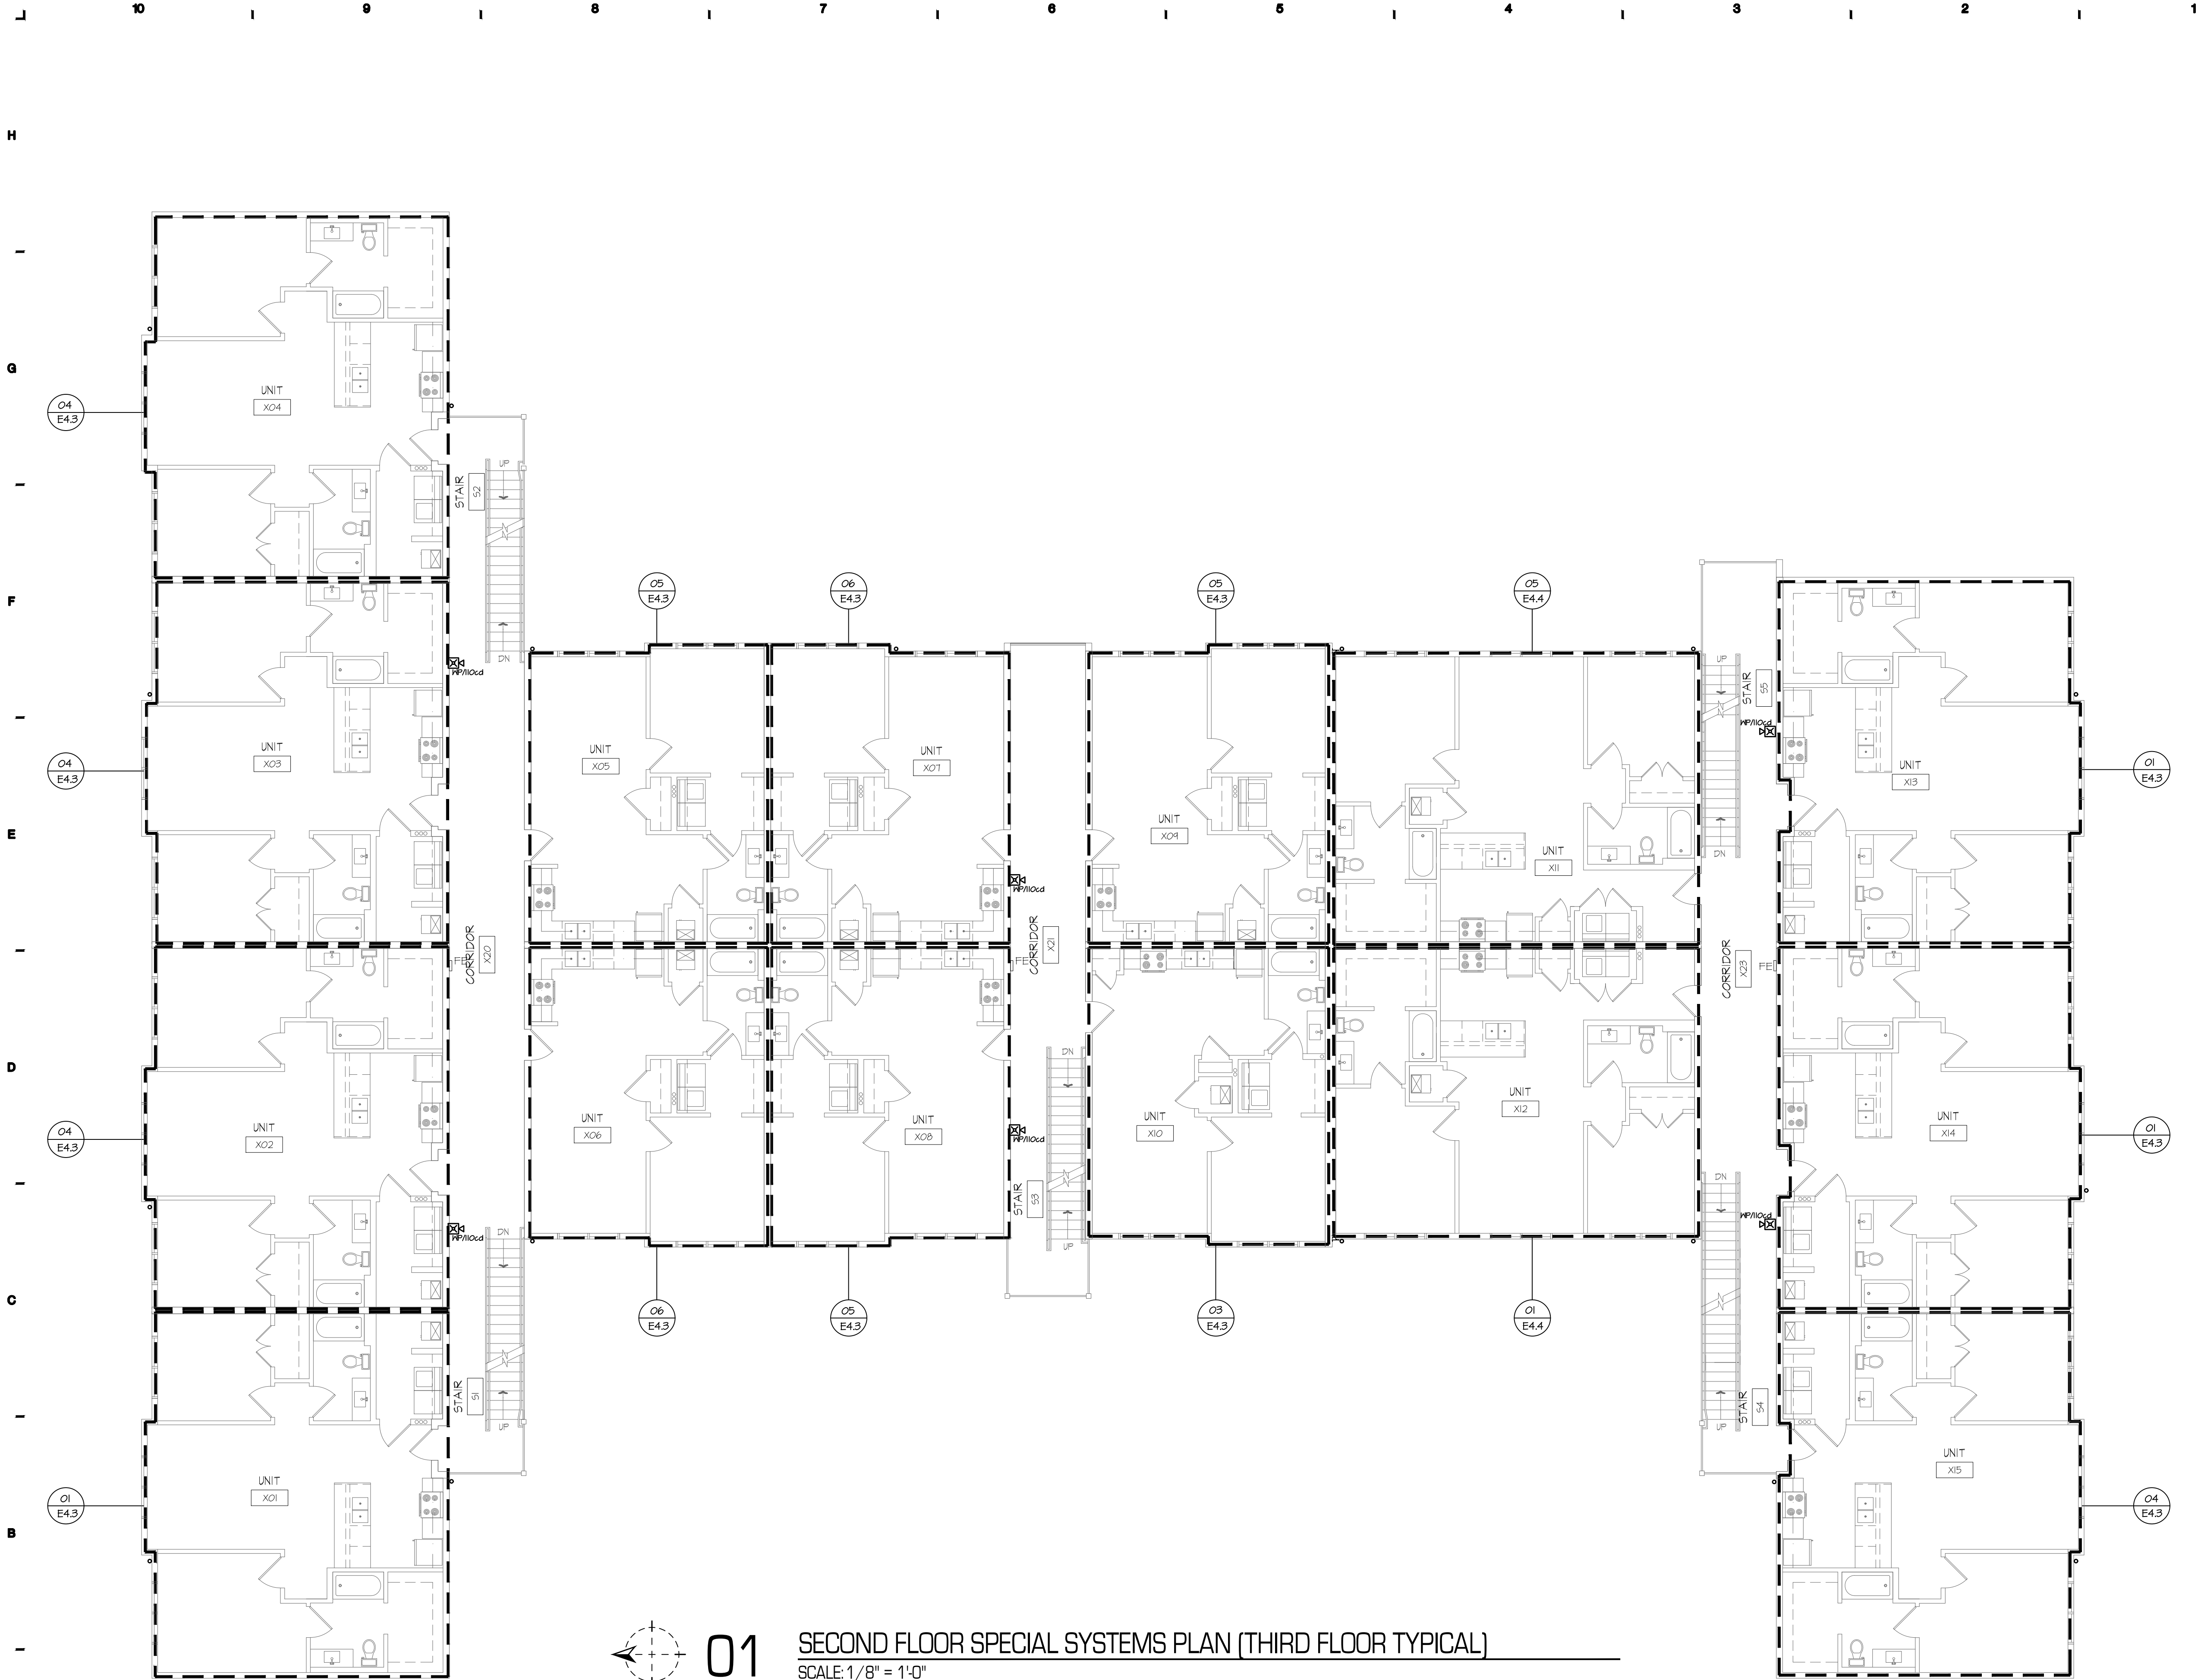 10 9 8 7 6 5 4 3 2 1
H
G
F
E
D
C
B
UNIT
X04
04
E4.3
UP
STAIR
S2
DN
WP/110cd
UNIT
X03
04
E4.3
CORRIDOR
X20
FE
UNIT
X02
04
E4.3
WP/110cd
DN
STAIR
S1
UP
UNIT
X01
01
E4.3
05
E4.3
06
E4.3
05
E4.3
05
E4.4
UNIT
X05
UNIT
X07
WP/110cd
CORRIDOR
X21
FE
UNIT
X09
UNIT
X11
UNIT
X06
UNIT
X08
WP/110cd
DN
STAIR
S3
UP
UNIT
X10
UNIT
X12
06
E4.3
05
E4.3
03
E4.3
01
E4.4
UP
STAIR
S5
WP/110cd
DN
CORRIDOR
X23
FE
UNIT
X13
01
E4.3
UNIT
X14
01
E4.3
DN
WP/110cd
STAIR
S4
UP
UNIT
X15
04
E4.3
01 SECOND FLOOR SPECIAL SYSTEMS PLAN (THIRD FLOOR TYPICAL)
SCALE: 1/8" = 1'-0"